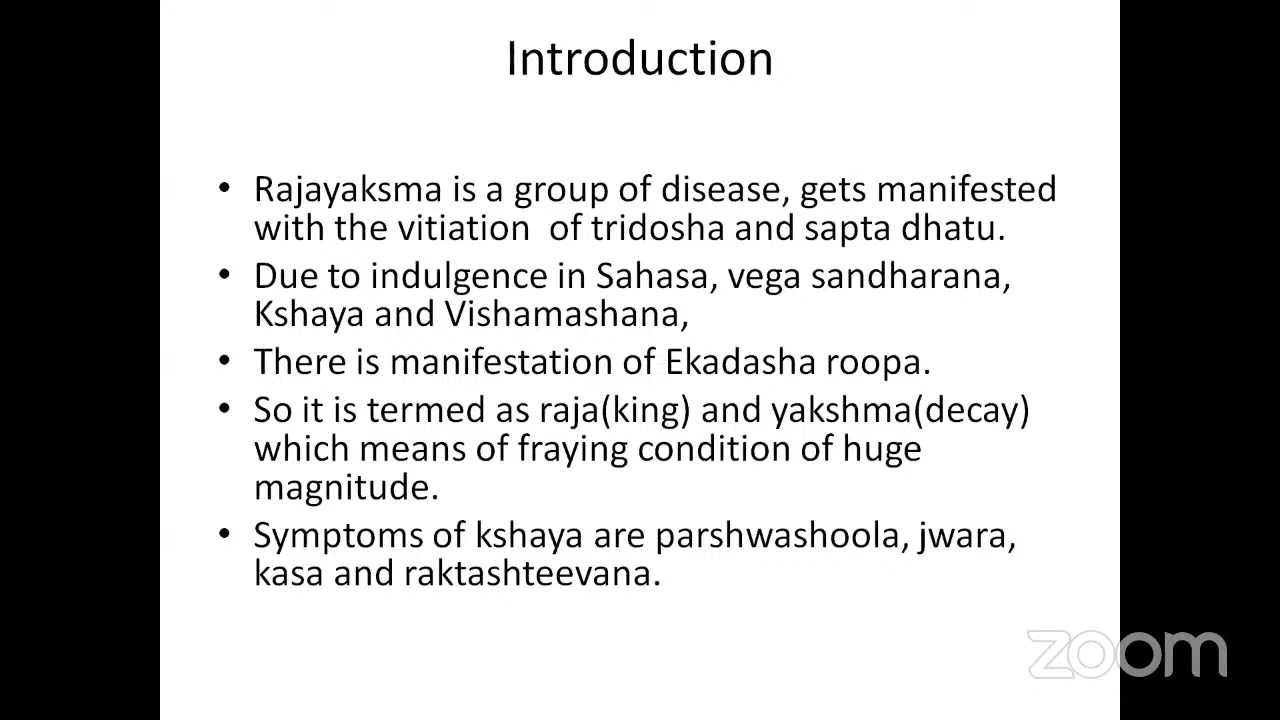 Introduction
• Rajayaksma is a group of disease, gets manifested
with the vitiation of tridosha and sapta dhatu.
• Due to indulgence in Sahasa, vega sandharana,
Kshaya and Vishamashana,
• There is manifestation of Ekadasha roopa.
• So it is termed as raja(king) and yakshma(decay)
which means of fraying condition of huge
magnitude.
• Symptoms of kshaya are parshwashoola, jwara,
kasa and raktashteevana.
zoom